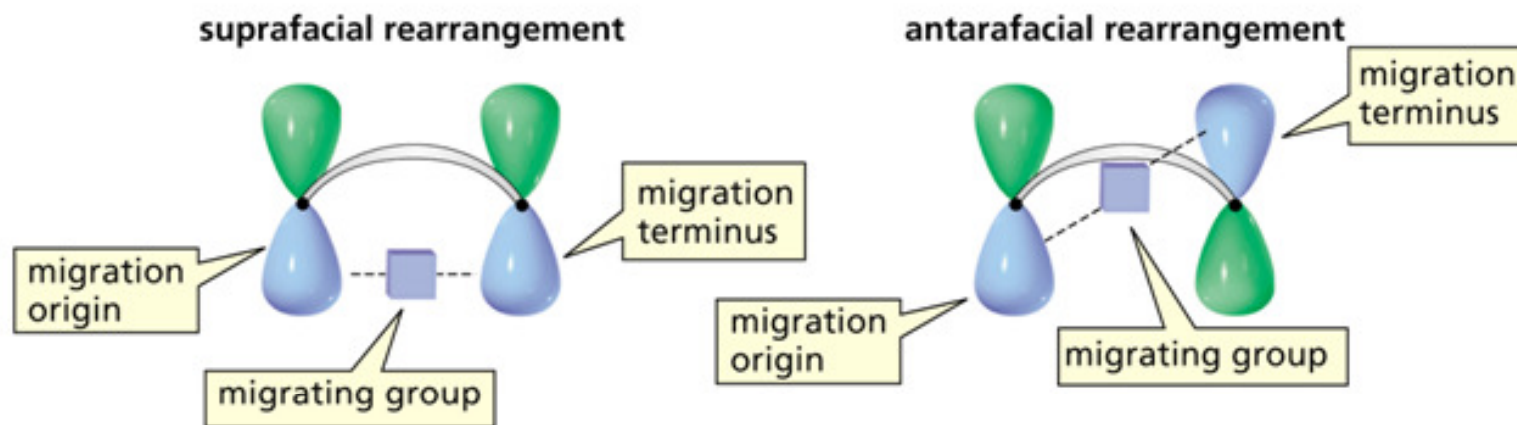 suprafacial rearrangement
migration
origin
migrating group
migration
terminus
antarafacial rearrangement
migration
origin
migrating group
migration
terminus